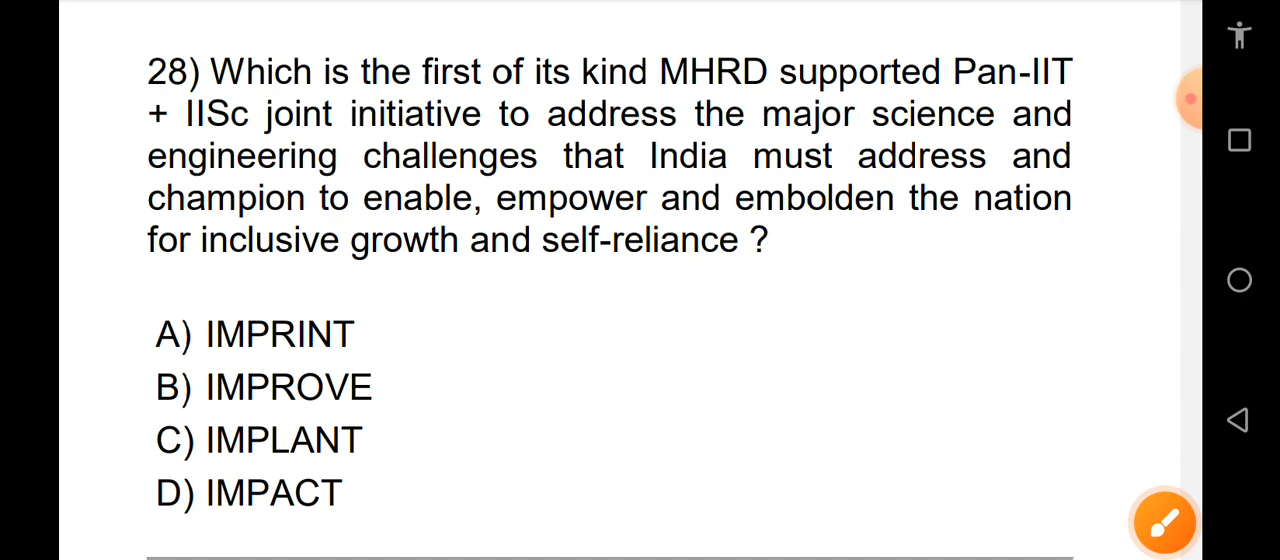 28) Which is the first of its kind MHRD supported Pan-IIT
+ IISc joint initiative to address the major science and
engineering challenges that India must address and
champion to enable, empower and embolden the nation
for inclusive growth and self-reliance ?
A) IMPRINT
B) IMPROVE
C) IMPLANT
D) IMPACT